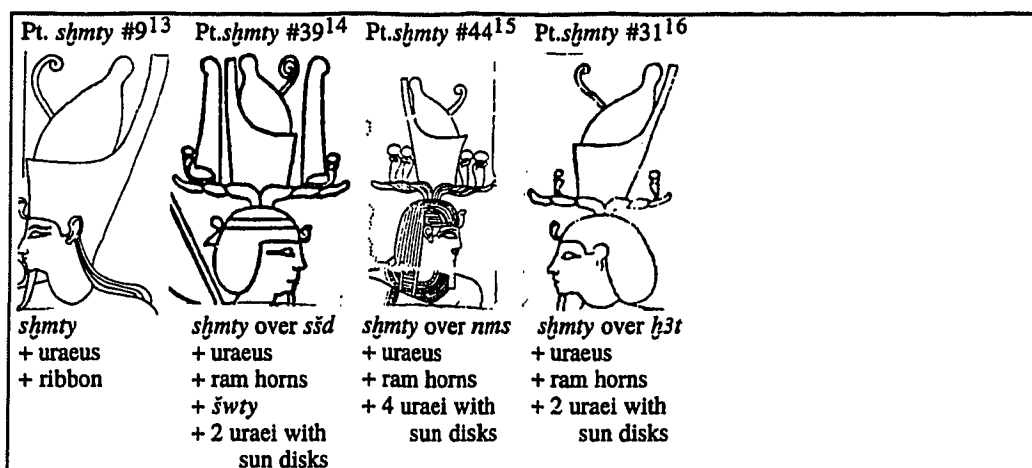 Pt. sḫmty #9¹³
sḫmty
+ uraeus
+ ribbon
Pt.sḫmty #39¹⁴
sḫmty over sšd
+ uraeus
+ ram horns
+ šwty
+ 2 uraei with
sun disks
Pt.sḫmty #44¹⁵
sḫmty over nms
+ uraeus
+ ram horns
+ 4 uraei with
sun disks
Pt.sḫmty #31¹⁶
sḫmty over ḫ3t
+ uraeus
+ ram horns
+ 2 uraei with
sun disks